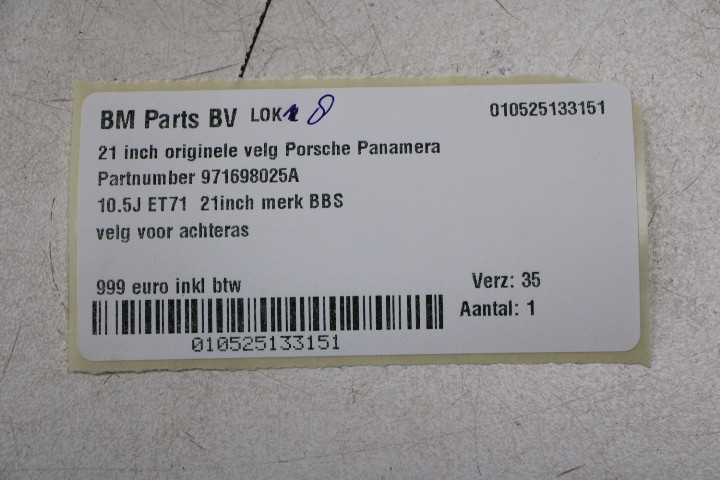 BM Parts BV LOK 8 010525133151
21 inch originele velg Porsche Panamera
Partnumber 971698025A
10.5J ET71 21inch merk BBS
velg voor achteras
999 euro inkl btw Verz: 35
Aantal: 1
010525133151